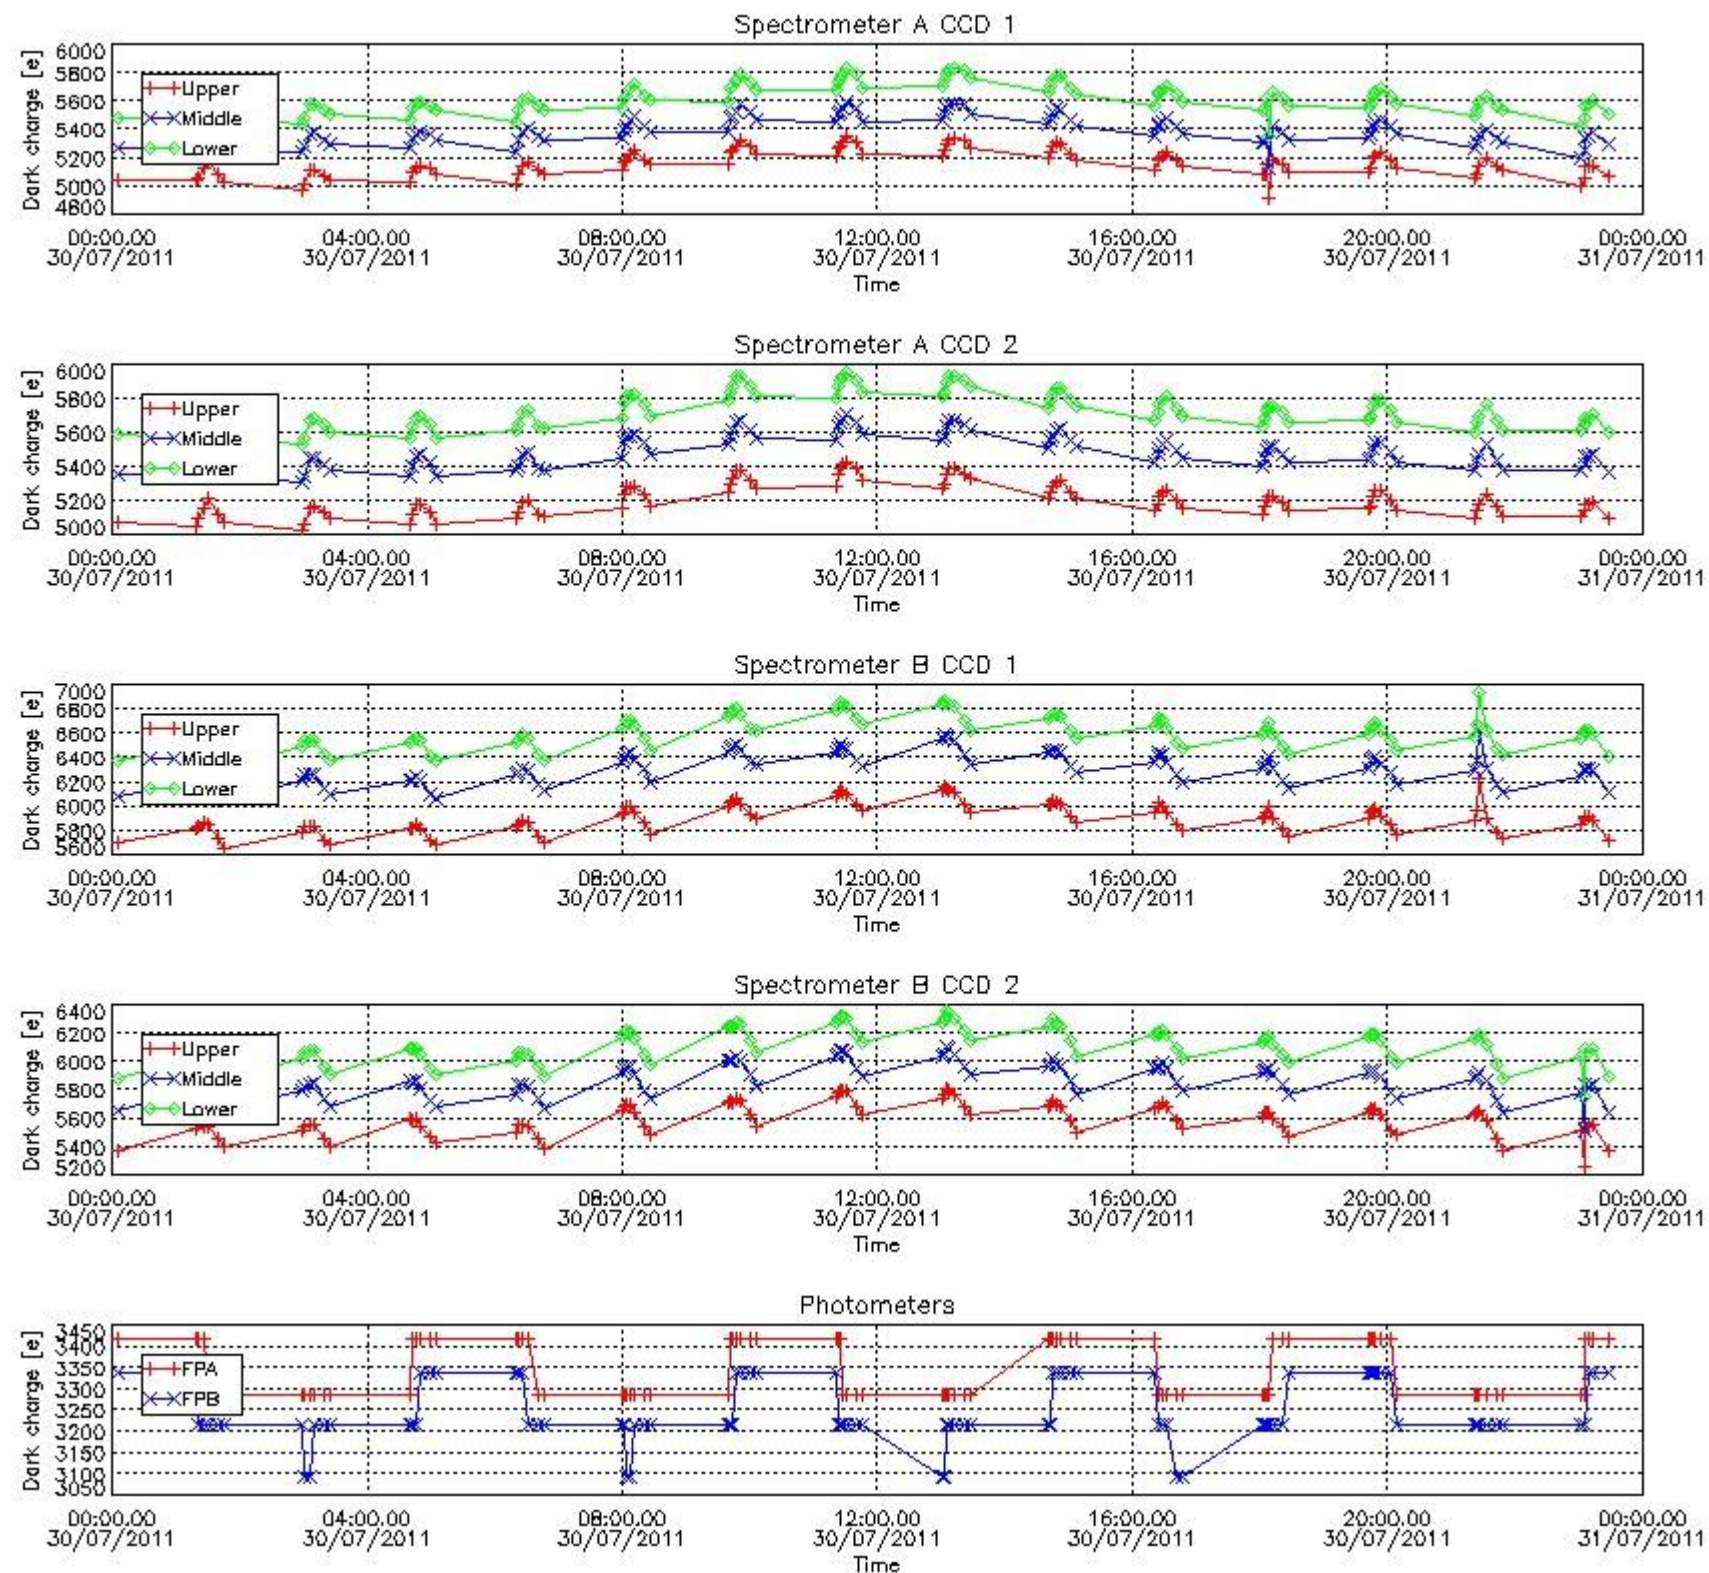 Spectrometer A CCD 1
Dark charge [e]
6000
5800
5600
5400
5200
5000
4800
Upper
Middle
Lower
00:00.00 04:00.00 08:00.00 12:00.00 16:00.00 20:00.00 00:00.00
30/07/2011 30/07/2011 30/07/2011 30/07/2011 30/07/2011 30/07/2011 31/07/2011
Time
Spectrometer A CCD 2
Dark charge [e]
6000
5800
5600
5400
5200
5000
Upper
Middle
Lower
00:00.00 04:00.00 08:00.00 12:00.00 16:00.00 20:00.00 00:00.00
30/07/2011 30/07/2011 30/07/2011 30/07/2011 30/07/2011 30/07/2011 31/07/2011
Time
Spectrometer B CCD 1
Dark charge [e]
7000
6800
6600
6400
6200
6000
5800
5600
Upper
Middle
Lower
00:00.00 04:00.00 08:00.00 12:00.00 16:00.00 20:00.00 00:00.00
30/07/2011 30/07/2011 30/07/2011 30/07/2011 30/07/2011 30/07/2011 31/07/2011
Time
Spectrometer B CCD 2
Dark charge [e]
6400
6200
6000
5800
5600
5400
5200
Upper
Middle
Lower
00:00.00 04:00.00 08:00.00 12:00.00 16:00.00 20:00.00 00:00.00
30/07/2011 30/07/2011 30/07/2011 30/07/2011 30/07/2011 30/07/2011 31/07/2011
Time
Photometers
Dark charge [e]
3450
3400
3350
3300
3250
3200
3150
3100
3050
FPA
FPB
00:00.00 04:00.00 08:00.00 12:00.00 16:00.00 20:00.00 00:00.00
30/07/2011 30/07/2011 30/07/2011 30/07/2011 30/07/2011 30/07/2011 31/07/2011
Time